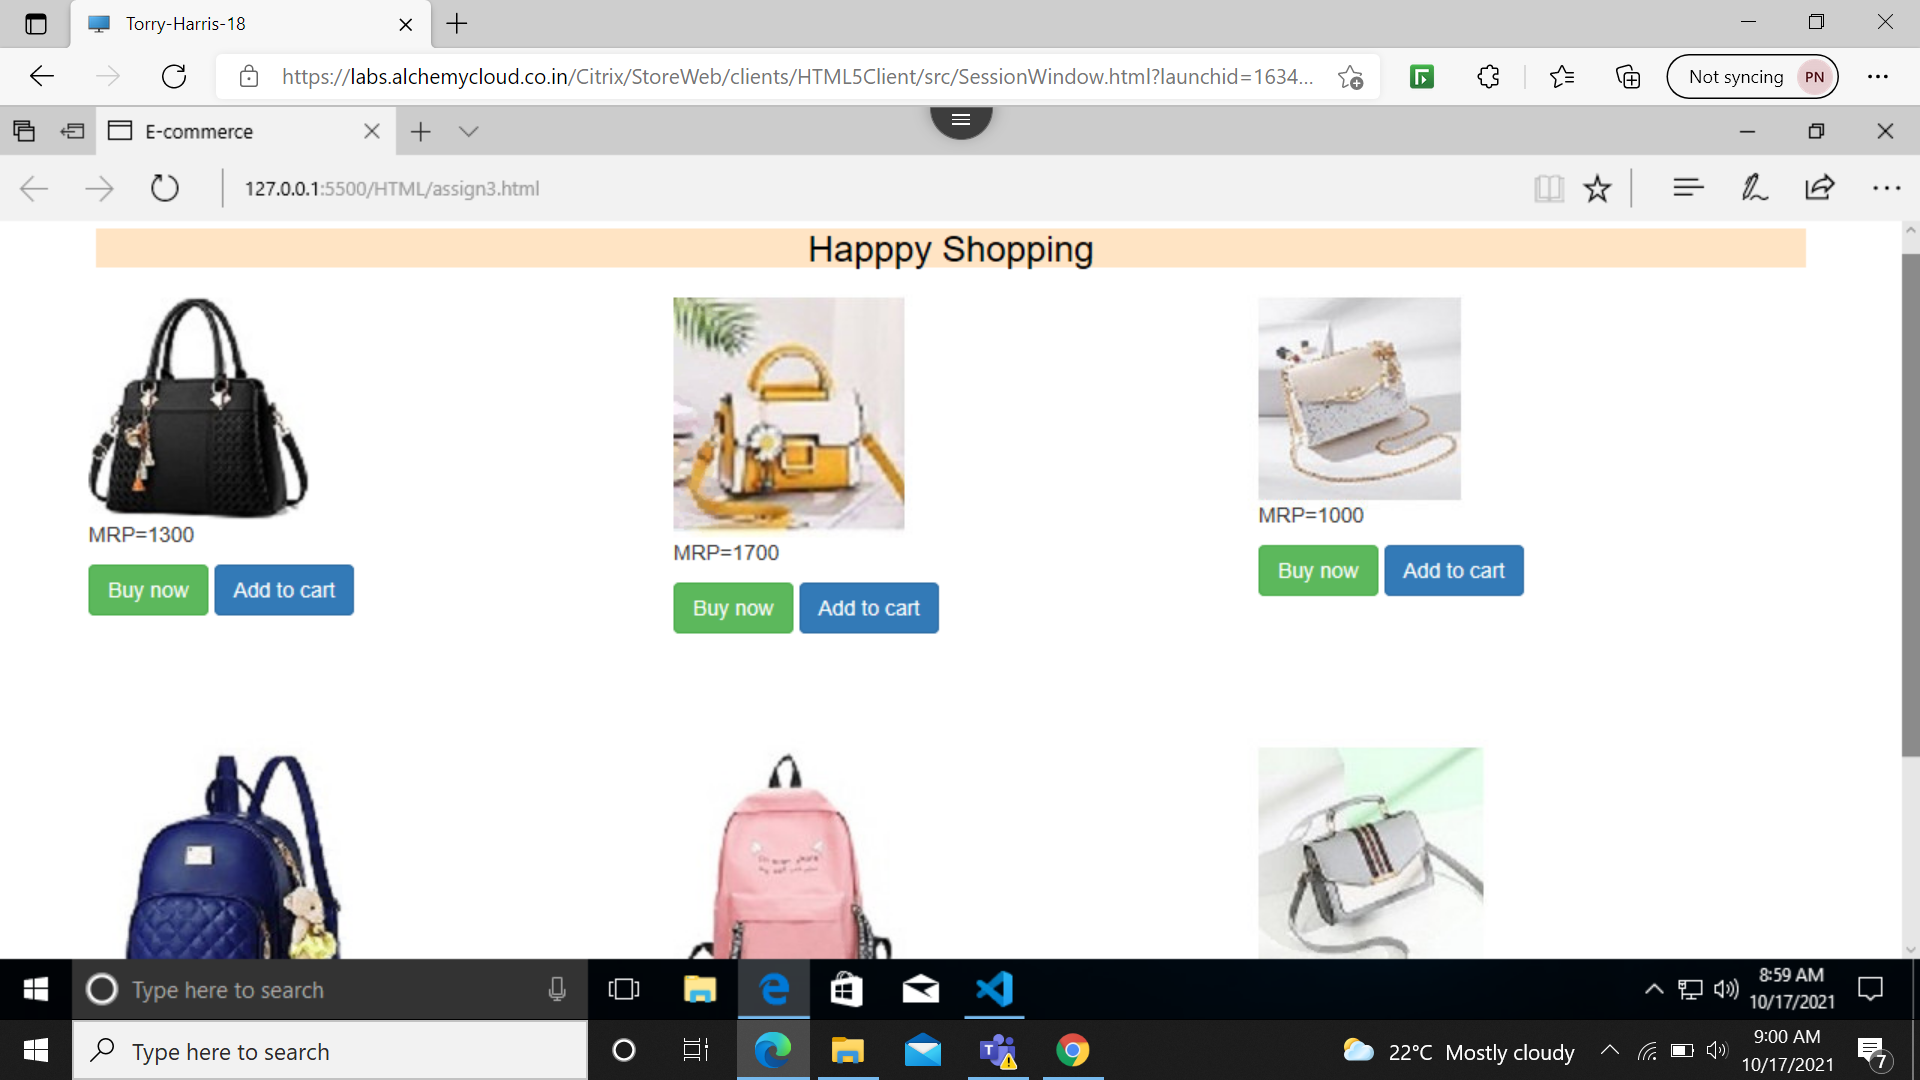 Torry-Harris-18
https://labs.alchemycloud.co.in/Citrix/StoreWeb/clients/HTML5Client/src/SessionWindow.html?launchid=1634...
Not syncing PN
E-commerce
127.0.0.1:5500/HTML/assign3.html
Happpy Shopping
MRP=1300
Buy now Add to cart
MRP=1700
Buy now Add to cart
MRP=1000
Buy now Add to cart
Type here to search
8:59 AM
10/17/2021
Type here to search
22°C Mostly cloudy
9:00 AM
10/17/2021
7